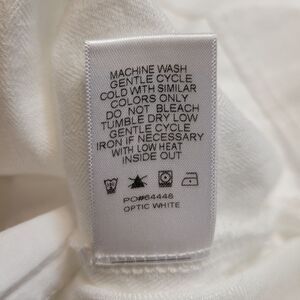 MACHINE WASH
GENTLE CYCLE
COLD WITH SIMILAR
COLORS ONLY
DO NOT BLEACH
TUMBLE DRY LOW
GENTLE CYCLE
IRON IF NECESSARY
WITH LOW HEAT
INSIDE OUT
PO#64448
OPTIC WHITE